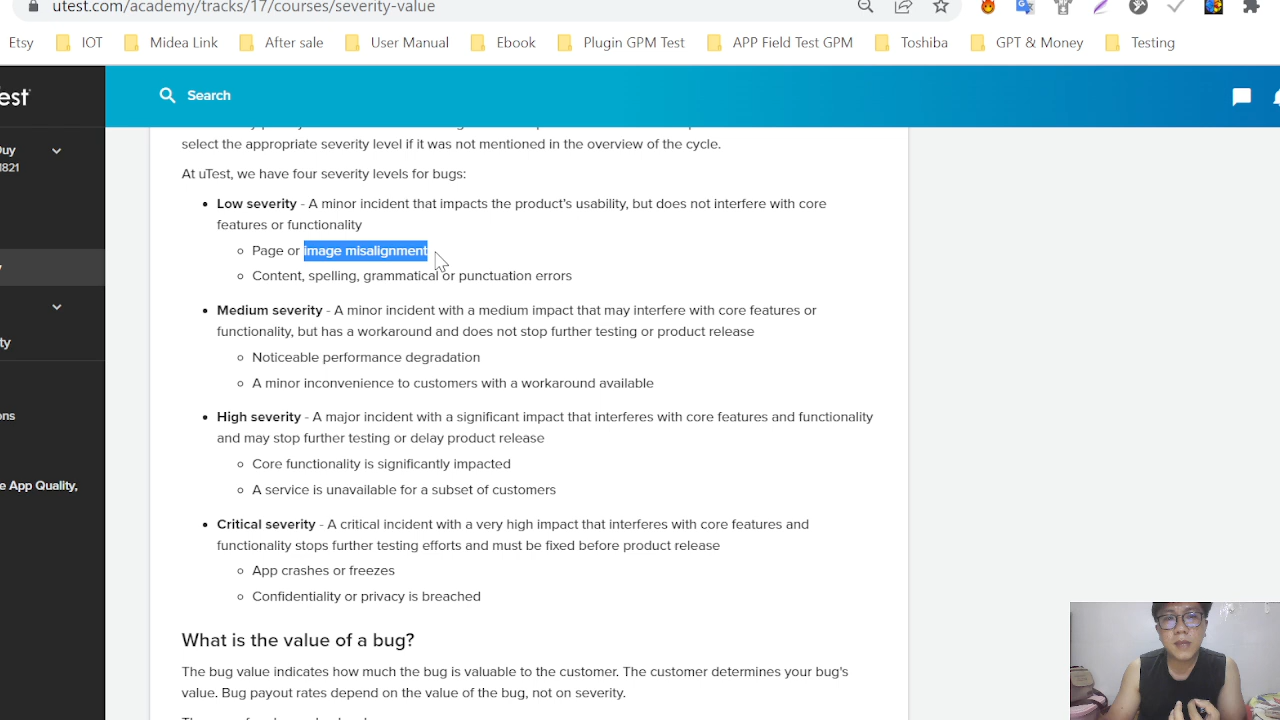 utest.com/academy/tracks/17/courses/severity-value
Etsy IOT Midea Link After sale User Manual Ebook Plugin GPM Test APP Field Test GPM Toshiba GPT & Money Testing
est
Search
Duy
821
select the appropriate severity level if it was not mentioned in the overview of the cycle.
At uTest, we have four severity levels for bugs:
Low severity - A minor incident that impacts the product's usability, but does not interfere with core
features or functionality
Page or image misalignment
Content, spelling, grammatical or punctuation errors
Medium severity - A minor incident with a medium impact that may interfere with core features or
functionality, but has a workaround and does not stop further testing or product release
Noticeable performance degradation
A minor inconvenience to customers with a workaround available
High severity - A major incident with a significant impact that interferes with core features and functionality
and may stop further testing or delay product release
Core functionality is significantly impacted
A service is unavailable for a subset of customers
Critical severity - A critical incident with a very high impact that interferes with core features and
functionality stops further testing efforts and must be fixed before product release
App crashes or freezes
Confidentiality or privacy is breached
ty
ons
e App Quality,
What is the value of a bug?
The bug value indicates how much the bug is valuable to the customer. The customer determines your bug's
value. Bug payout rates depend on the value of the bug, not on severity.